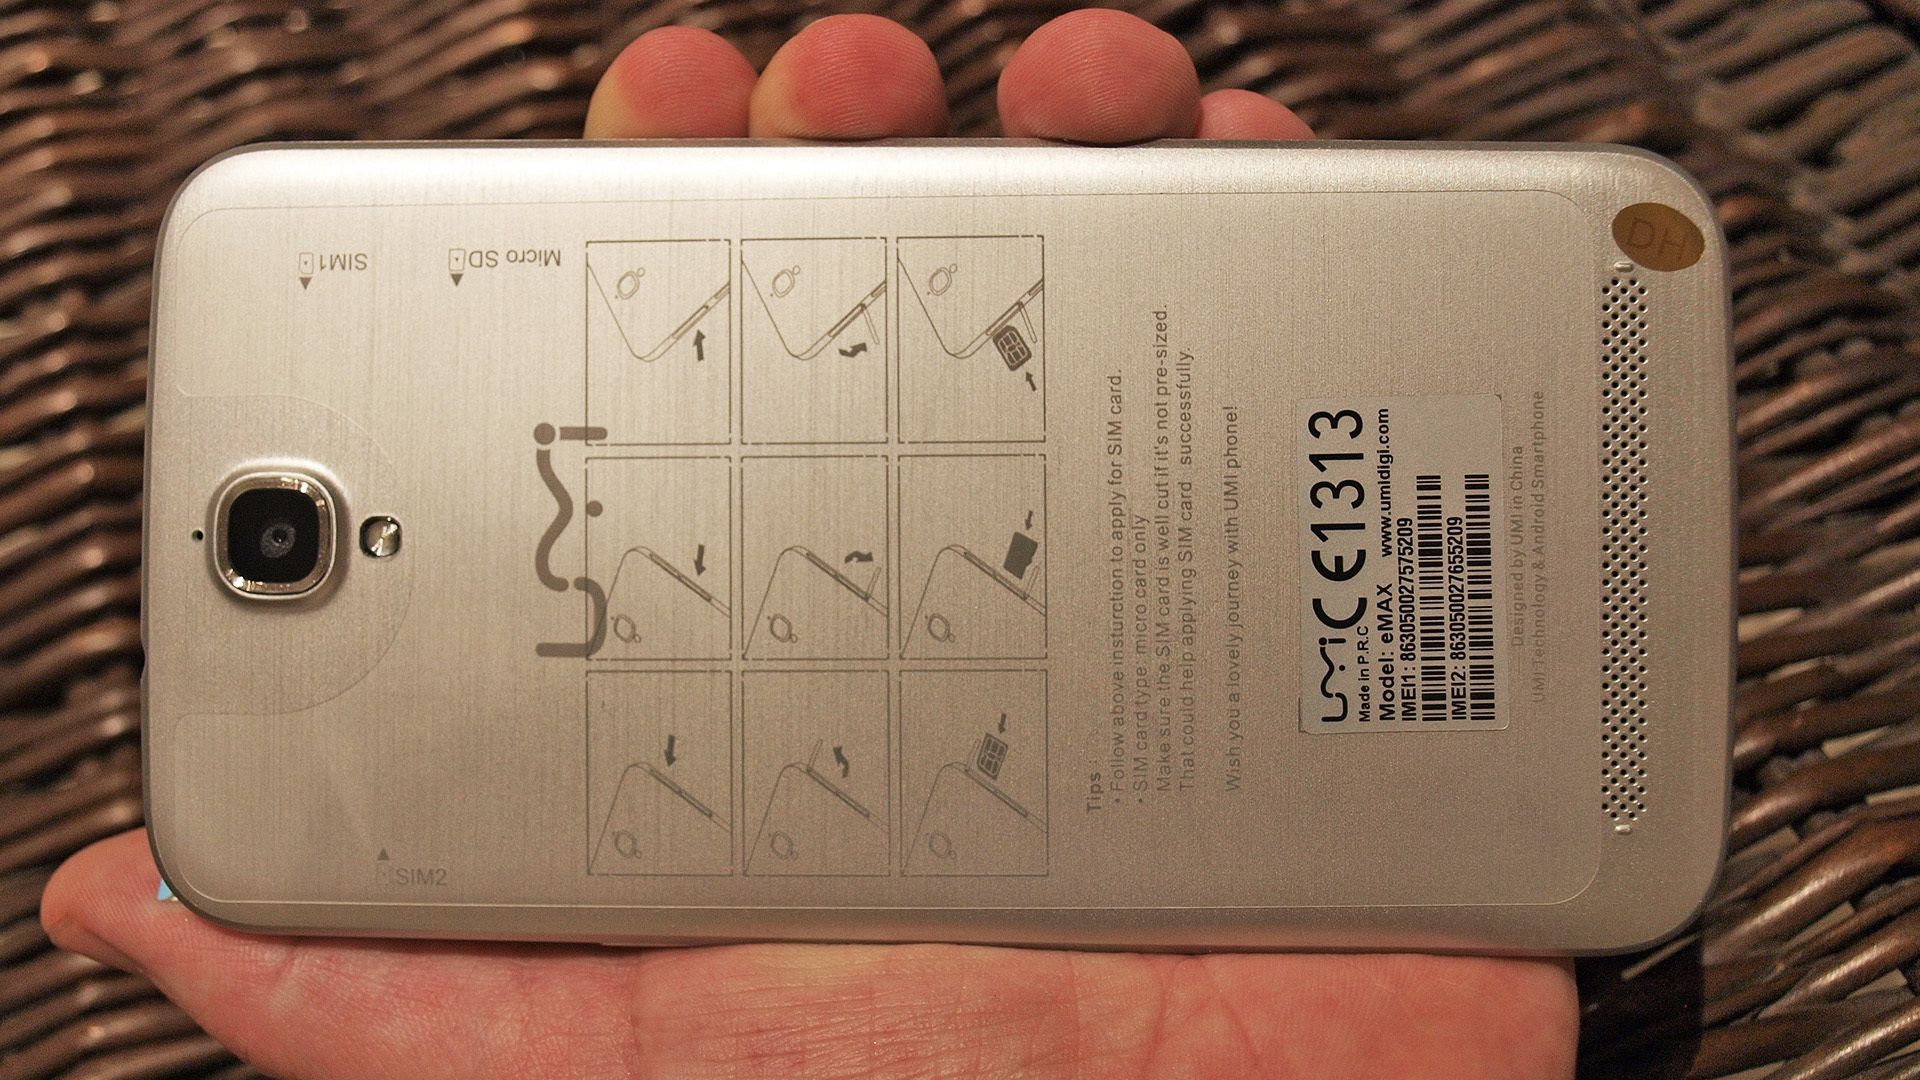 SIM1
Micro SD
SIM2
umi
Tips :
• Follow above insturction to apply for SIM card.
• SIM card type: micro card only
Make sure the SIM card is well cut if it's not pre-sized.
That could help applying SIM card successfully.
Wish you a lovely journey with UMI phone!
umi CE1313
Made in P.R.C
Model: eMAX www.umidigi.com
IMEI1: 863050027575209
IMEI2: 863050027655209
Designed by UMI in China
UMI Technology & Android Smartphone
DH